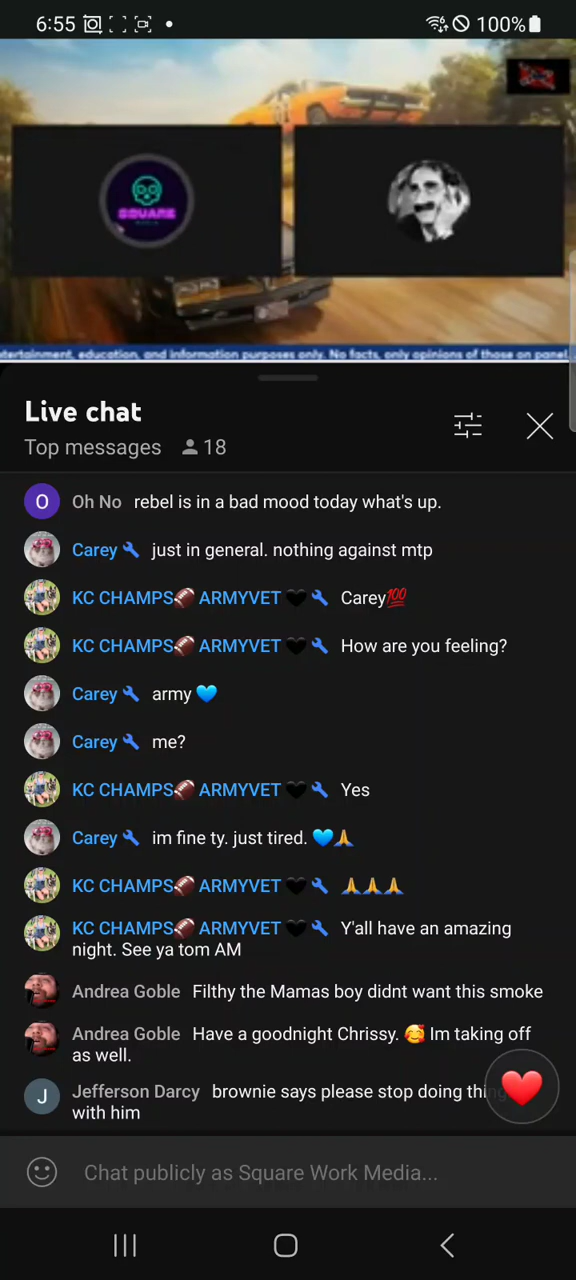 6:55 100%
SQUARE
tertainment, education, and information purposes only. No facts, only opinions of those on panel.
Live chat
Top messages 18
O Oh No rebel is in a bad mood today what's up.
Carey🔧 just in general. nothing against mtp
KC CHAMPS🏈 ARMYVET🖤🔧 Carey💯
KC CHAMPS🏈 ARMYVET🖤🔧 How are you feeling?
Carey🔧 army 💙
Carey🔧 me?
KC CHAMPS🏈 ARMYVET🖤🔧 Yes
Carey🔧 im fine ty. just tired. 💙🙏
KC CHAMPS🏈 ARMYVET🖤🔧 🙏🙏🙏
KC CHAMPS🏈 ARMYVET🖤🔧 Y'all have an amazing
night. See ya tom AM
Andrea Goble Filthy the Mamas boy didnt want this smoke
Andrea Goble Have a goodnight Chrissy. 🥰 Im taking off
as well.
J Jefferson Darcy brownie says please stop doing thing
with him
Chat publicly as Square Work Media...